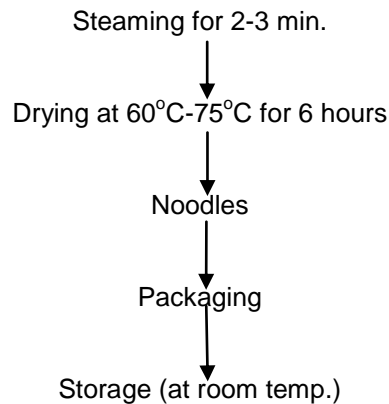 Steaming for 2-3 min.
Drying at 60°C-75°C for 6 hours
Noodles
Packaging
Storage (at room temp.)